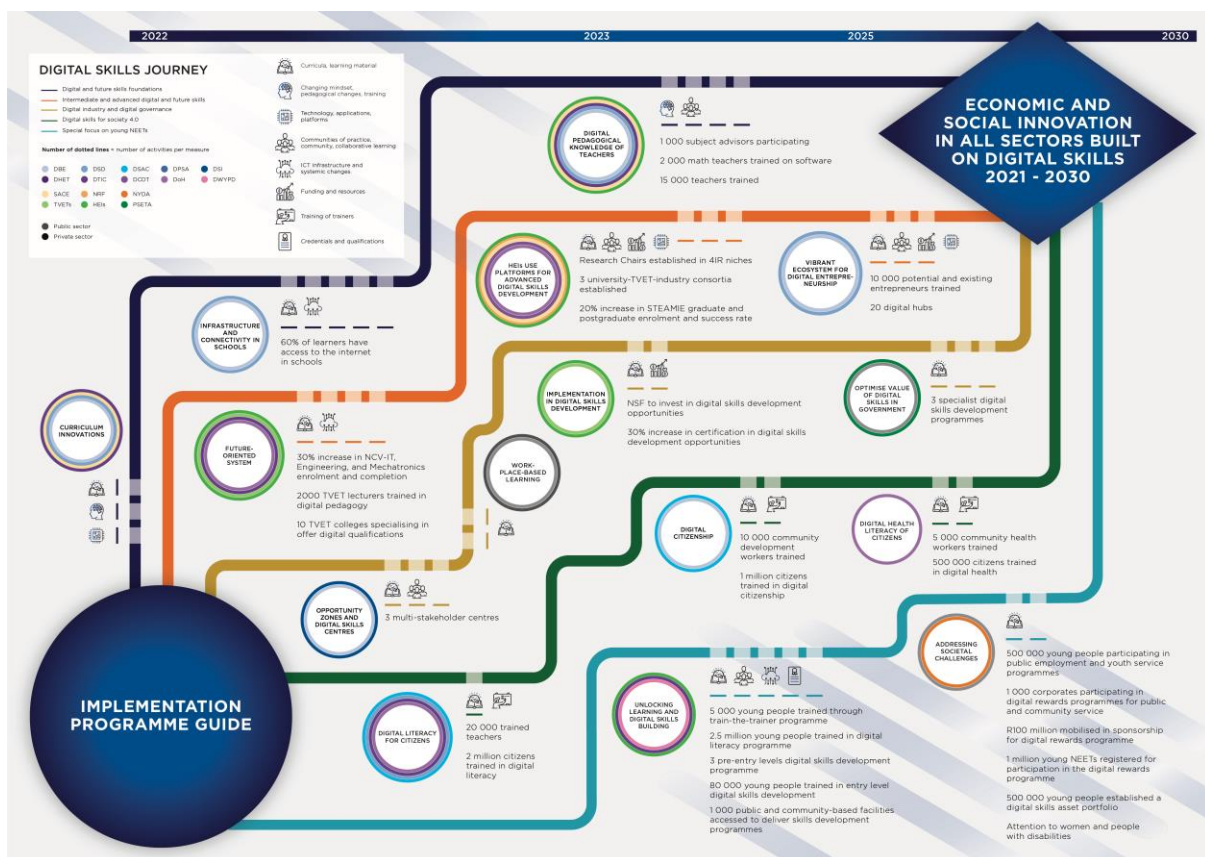 2022
2023
2025
2030
DIGITAL SKILLS JOURNEY
Digital and future skills foundations
Intermediate and advanced digital and future skills
Digital industry and digital governance
Digital skills for society 4.0
Special focus on young NEETs
Number of dotted lines = number of activities per measure
DBE
DSD
DSAC
DPSA
DSI
DHET
DTIC
DCDT
DoH
DWYPD
SACE
NRF
NYDA
TVETs
HEIs
PSETA
Public sector
Private sector
Curricula, learning material
Changing mindset,
pedagogical changes, training
Technology, applications,
platforms
Communities of practice,
community, collaborative learning
ICT Infrastructure and
systemic changes
Funding and resources
Training of trainers
Credentials and qualifications
ECONOMIC AND
SOCIAL INNOVATION
IN ALL SECTORS BUILT
ON DIGITAL SKILLS
2021 - 2030
DIGITAL
PEDAGOGICAL
KNOWLEDGE OF
TEACHERS
1 000 subject advisors participating
2 000 math teachers trained on software
15 000 teachers trained
HEIs USE
PLATFORMS FOR
ADVANCED
DIGITAL SKILLS
DEVELOPMENT
Research Chairs established in 4IR niches
3 university-TVET-industry consortia
established
20% increase in STEAMIE graduate and
postgraduate enrolment and success rate
VIBRANT
ECOSYSTEM FOR
DIGITAL ENTREPRE-
NEURSHIP
10 000 potential and existing
entrepreneurs trained
20 digital hubs
INFRASTRUCTURE
AND
CONNECTIVITY IN
SCHOOLS
60% of learners have
access to the internet
in schools
CURRICULUM
INNOVATIONS
FUTURE-
ORIENTED
SYSTEM
30% increase in NCV-IT,
Engineering, and Mechatronics
enrolment and completion
2000 TVET lecturers trained in
digital pedagogy
10 TVET colleges specialising in
offer digital qualifications
IMPLEMENTATION
IN DIGITAL SKILLS
DEVELOPMENT
NSF to invest in digital skills development
opportunities
30% increase in certification in digital skills
development opportunities
OPTIMISE VALUE
OF DIGITAL
SKILLS IN
GOVERNMENT
3 specialist digital
skills development
programmes
WORK-
PLACE-BASED
LEARNING
DIGITAL
CITIZENSHIP
10 000 community
development
workers trained
1 million citizens
trained in digital
citizenship
DIGITAL HEALTH
LITERACY OF
CITIZENS
5 000 community health
workers trained
500 000 citizens trained
in digital health
OPPORTUNITY
ZONES AND
DIGITAL SKILLS
CENTRES
3 multi-stakeholder centres
IMPLEMENTATION
PROGRAMME GUIDE
DIGITAL LITERACY
FOR CITIZENS
20 000 trained
teachers
2 million citizens
trained in digital
literacy
UNLOCKING
LEARNING AND
DIGITAL SKILLS
BUILDING
5 000 young people trained through
train-the-trainer programme
2.5 million young people trained in digital
literacy programme
3 pre-entry levels digital skills development
programme
80 000 young people trained in entry level
digital skills development
1 000 public and community-based facilities
accessed to deliver skills development
programmes
ADDRESSING
SOCIETAL
CHALLENGES
500 000 young people participating in
public employment and youth service
programmes
1 000 corporates participating in
digital rewards programmes for public
and community service
R100 million mobilised in sponsorship
for digital rewards programme
1 million young NEETs registered for
participation in the digital rewards
programme
500 000 young people established a
digital skills asset portfolio
Attention to women and people
with disabilities